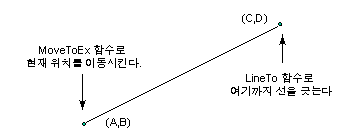 (C,D)
MoveToEx 함수로
현재 위치를 이동시킨다.
LineTo 함수로
여기까지 선을 긋는다
(A,B)